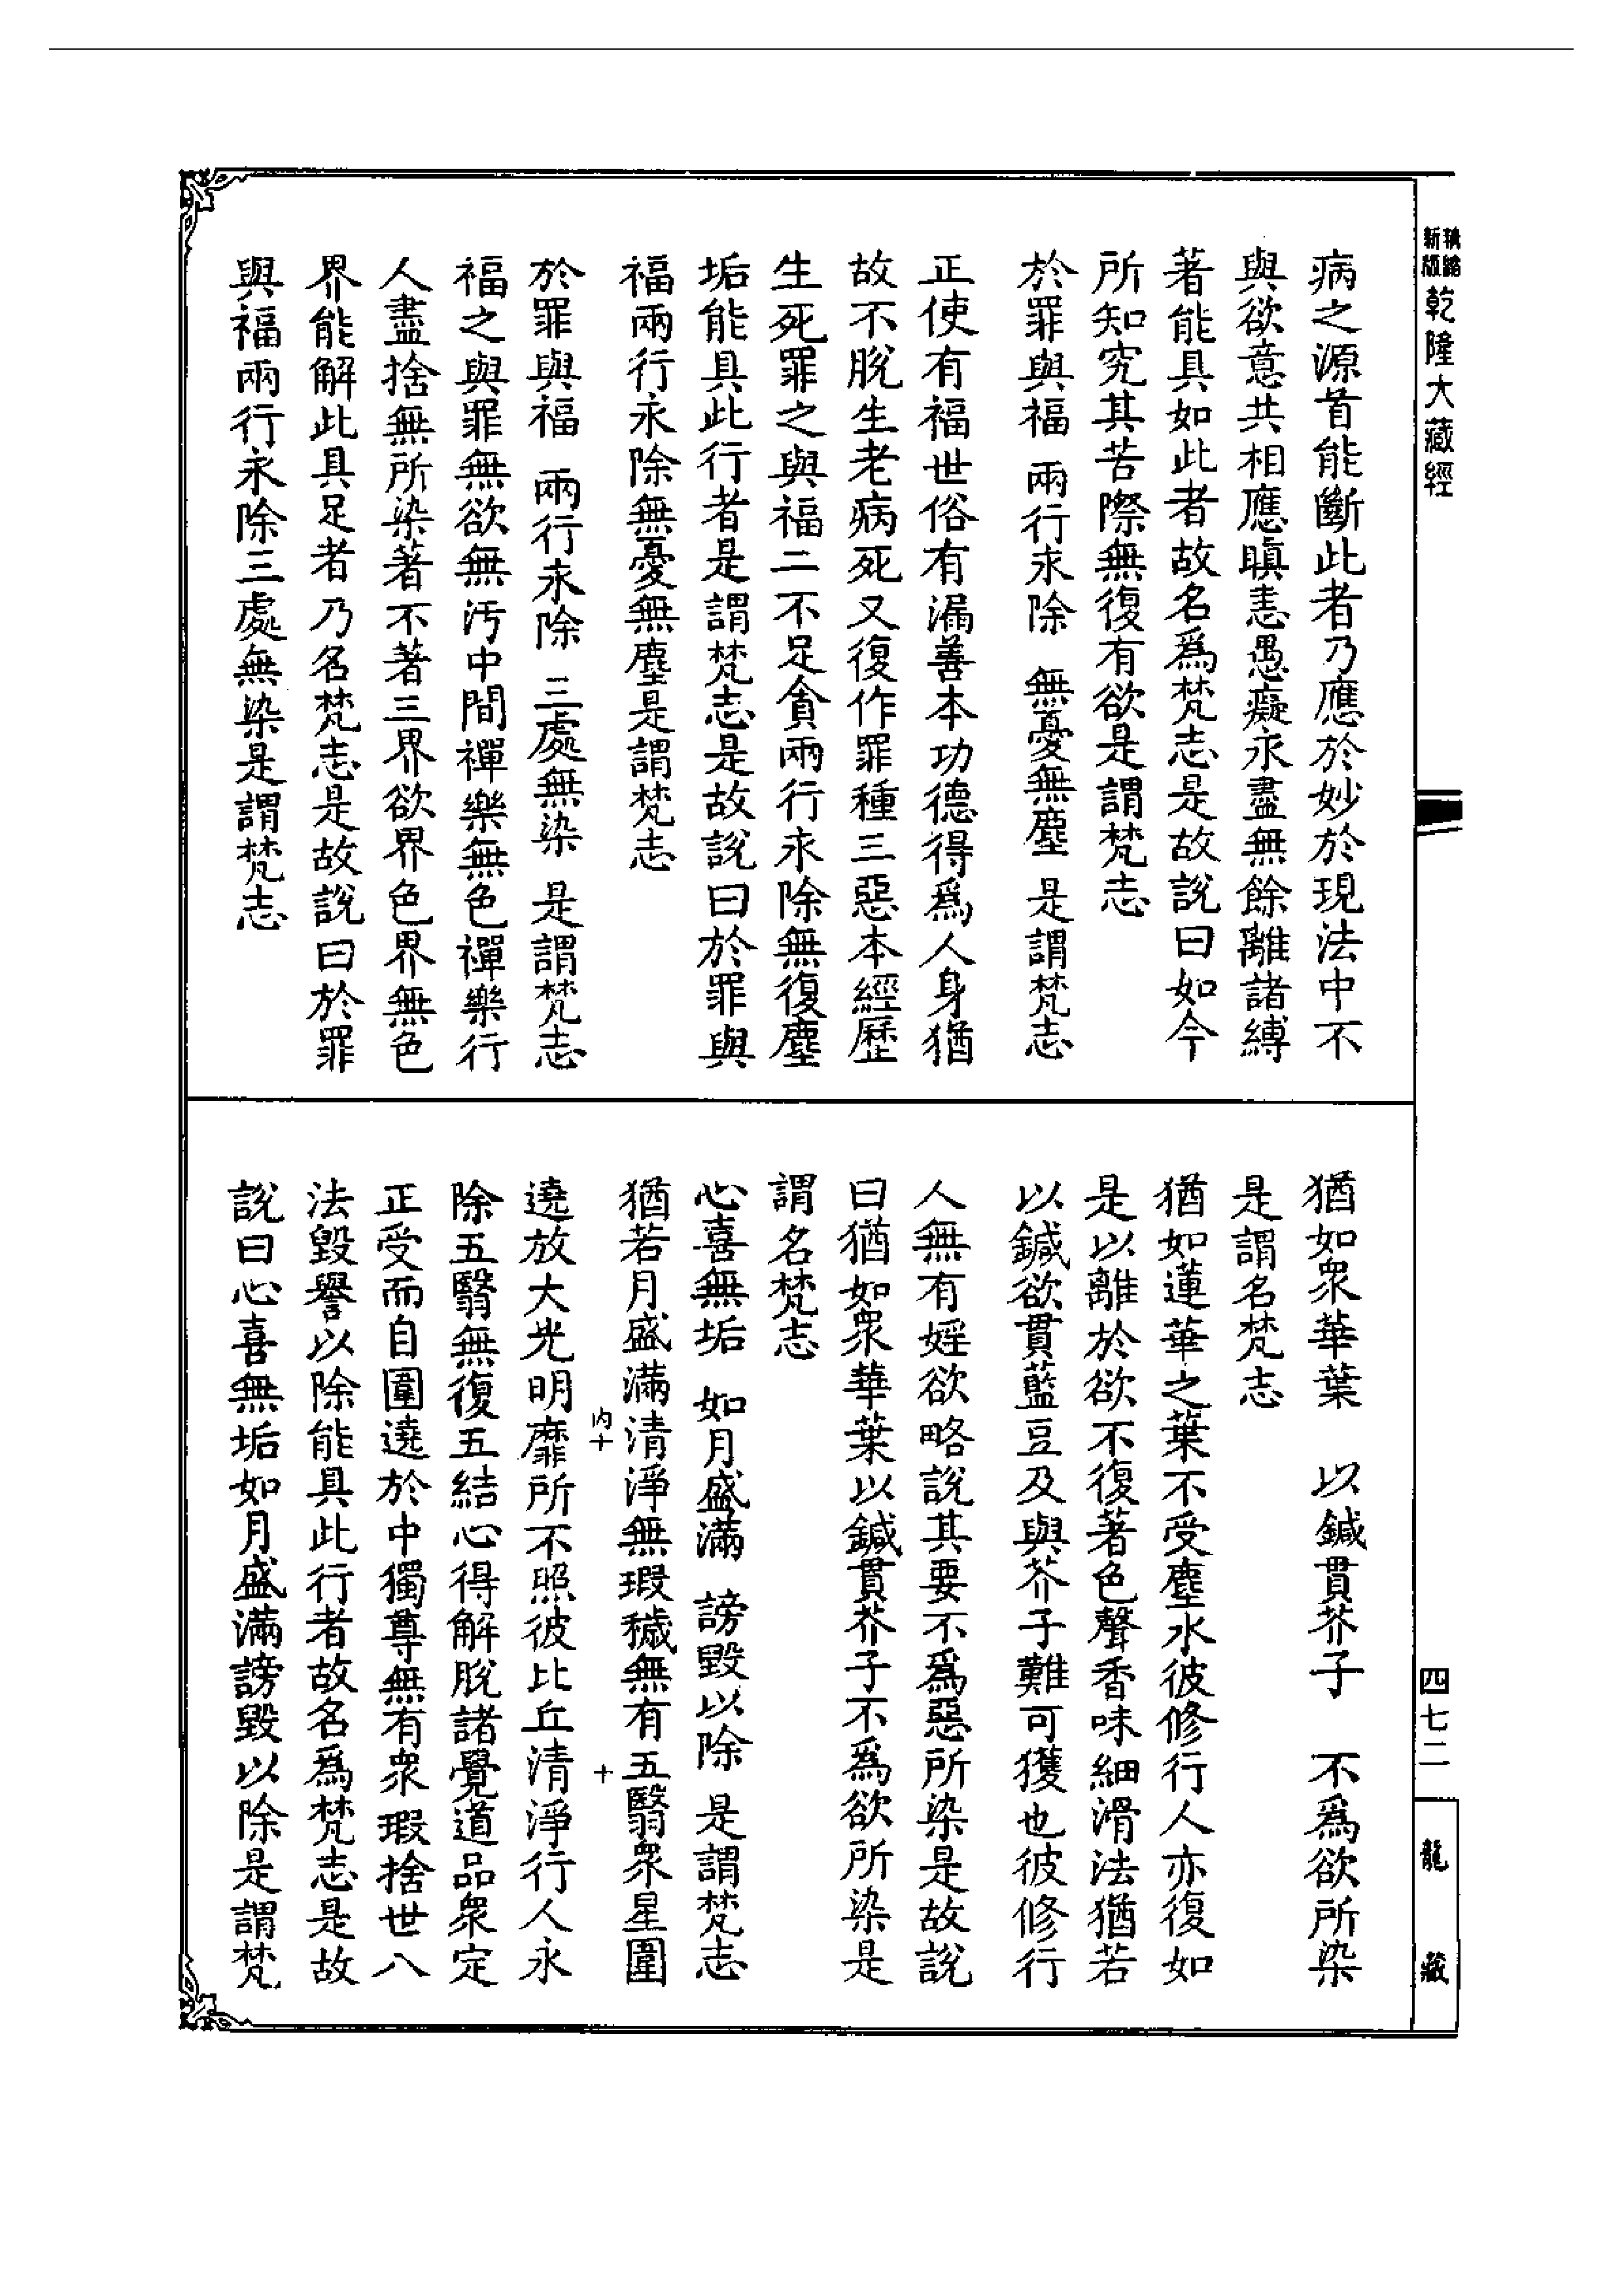 新版
精縮
乾隆大藏經
病之源首能斷此者乃應於妙於現法中不
與欲意共相應瞋恚愚癡永盡無餘離諸縛
著能具如此者故名爲梵志是故說曰如今
所知究其苦際無復有欲是謂梵志
於罪與福 兩行永除 無憂無塵 是謂梵志
正使有福世俗有漏善本功德得爲人身猶
故不脫生老病死又復作罪種三惡本經歷
生死罪之與福二不足貪兩行永除無復塵
垢能具此行者是謂梵志是故說曰於罪與
福兩行永除無憂無塵是謂梵志
於罪與福 兩行永除 三處無染 是謂梵志
福之與罪無欲無汚中間禪樂無色禪樂行
人盡捨無所染著不著三界欲界色界無色
界能解此具足者乃名梵志是故說曰於罪
與福兩行永除三處無染是謂梵志
猶如衆華葉 以鍼貫芥子 不爲欲所染
是謂名梵志
猶如蓮華之葉不受塵水彼修行人亦復如
是以離於欲不復著色聲香味細滑法猶若
以鍼欲貫藍豆及與芥子難可獲也彼修行
人無有婬欲略說其要不爲惡所染是故說
曰猶如衆華葉以鍼貫芥子不爲欲所染是
謂名梵志
心喜無垢 如月盛滿 謗毀以除 是謂梵志
猶若月盛滿清淨無瑕穢無有五翳衆星圍
内十
十
遶放大光明靡所不照彼比丘清淨行人永
除五翳無復五結心得解脫諸覺道品衆定
正受而自圍遶於中獨尊無有衆瑕捨世八
法毀譽以除能具此行者故名爲梵志是故
說曰心喜無垢如月盛滿謗毀以除是謂梵
四七二
龍藏